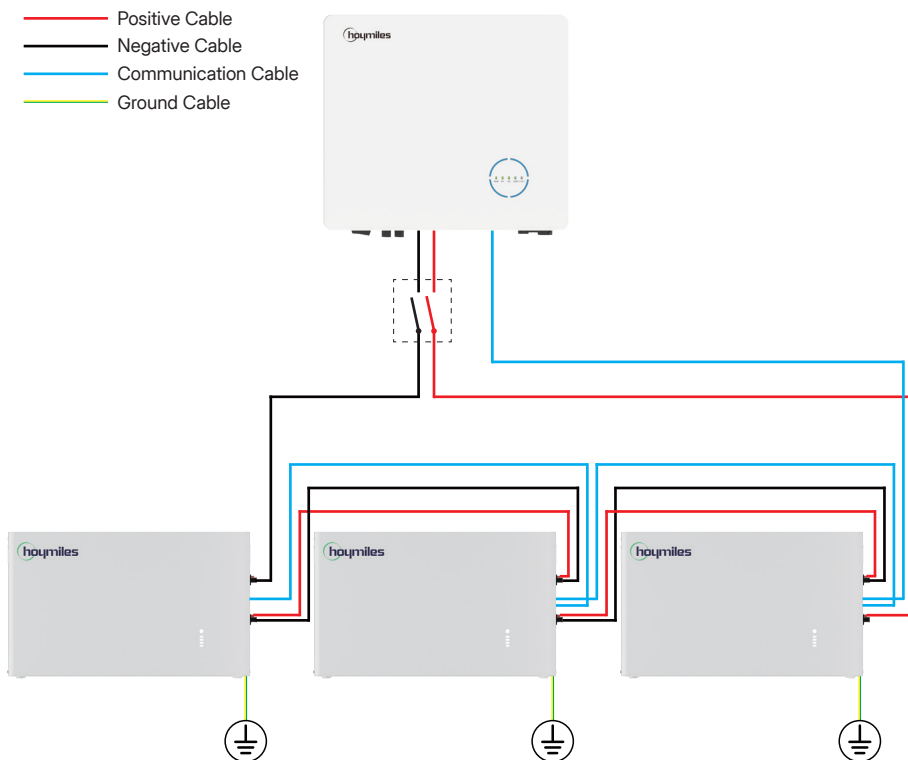 Positive Cable
Negative Cable
Communication Cable
Ground Cable
hoymiles
hoymiles
hoymiles
hoymiles